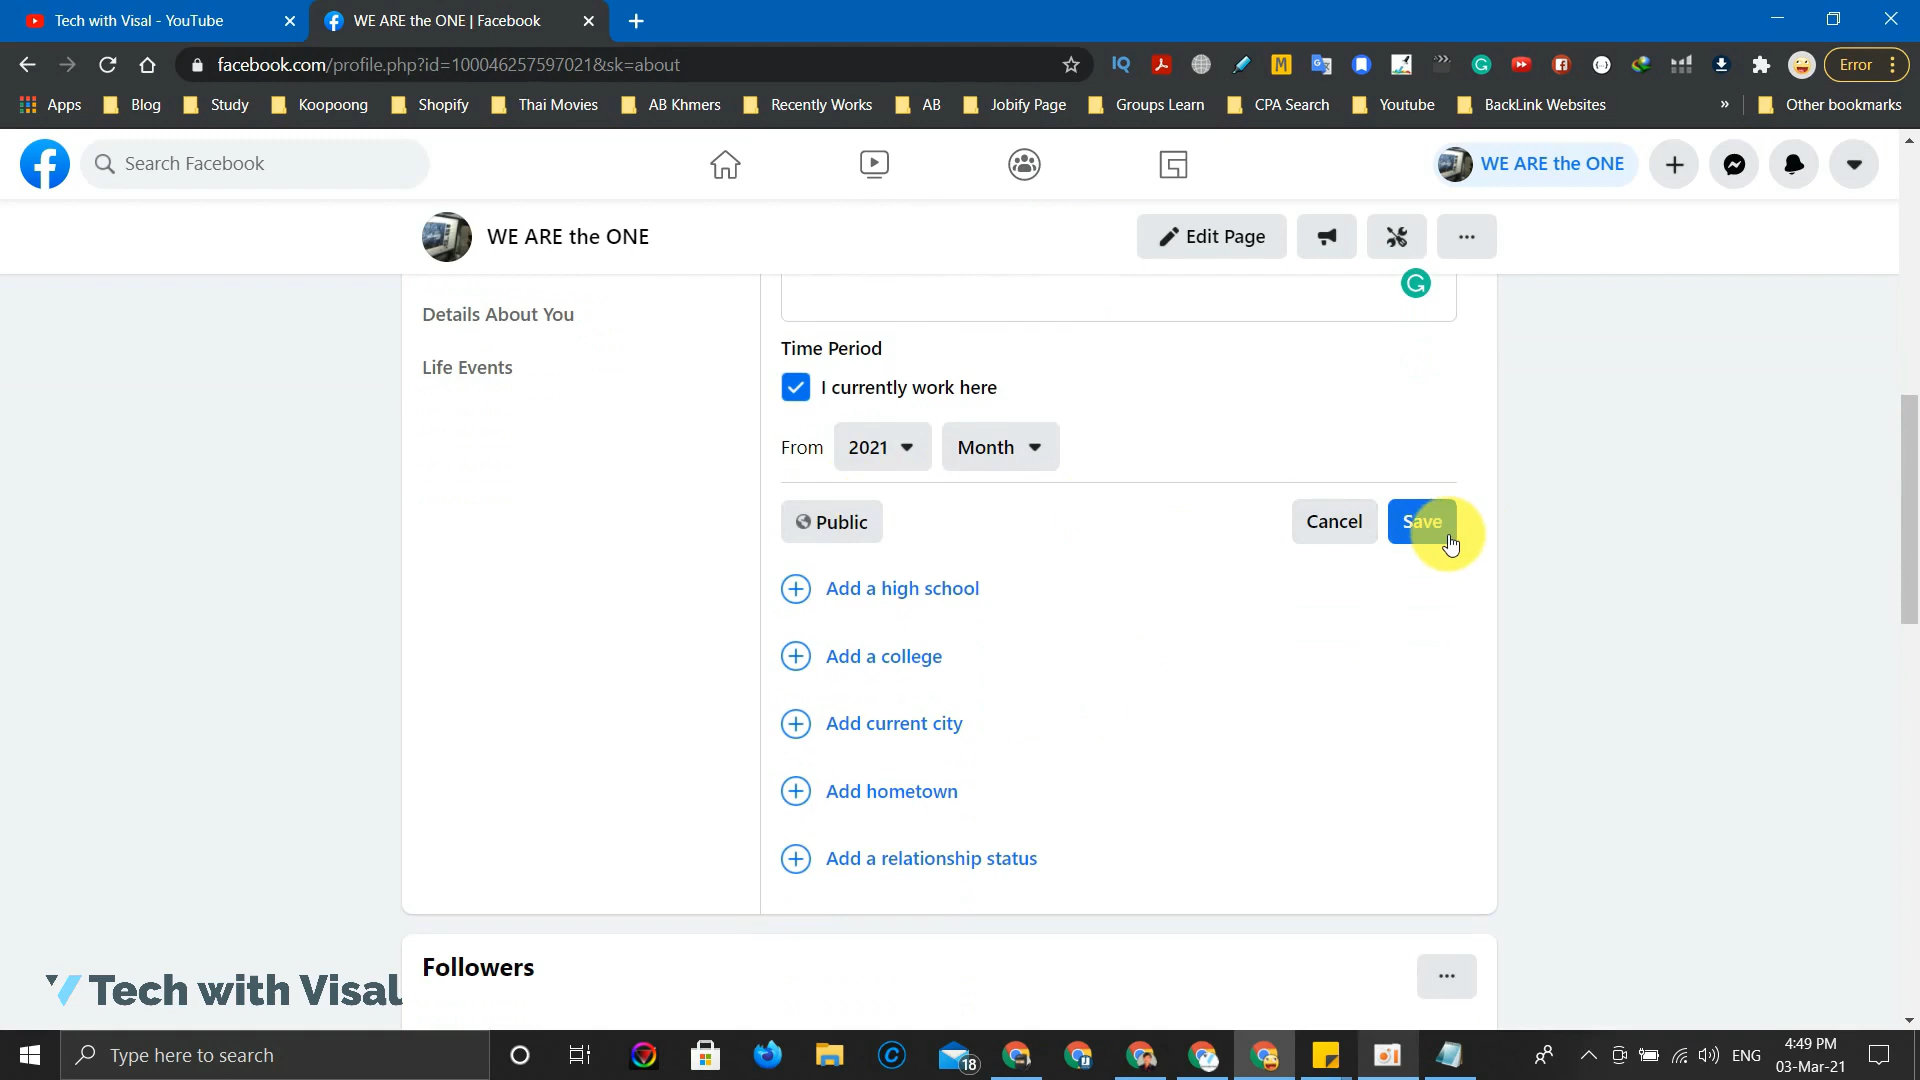 Tech with Visal - YouTube
WE ARE the ONE | Facebook
facebook.com/profile.php?id=100046257597021&sk=about
Error
Apps
Blog
Study
Koopoong
Shopify
Thai Movies
AB Khmers
Recently Works
AB
Jobify Page
Groups Learn
CPA Search
Youtube
BackLink Websites
»
Other bookmarks
Search Facebook
WE ARE the ONE
WE ARE the ONE
Edit Page
Details About You
Life Events
Time Period
I currently work here
From
2021
Month
Public
Cancel
Save
Add a high school
Add a college
Add current city
Add hometown
Add a relationship status
Followers
Tech with Visal
Type here to search
18
ENG
4:49 PM
03-Mar-21